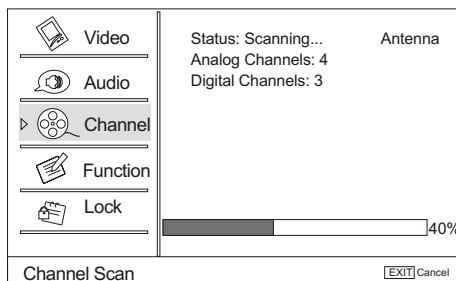 Video
Audio
Channel
Function
Lock
Status: Scanning... Antenna
Analog Channels: 4
Digital Channels: 3
40%
Channel Scan
EXIT Cancel